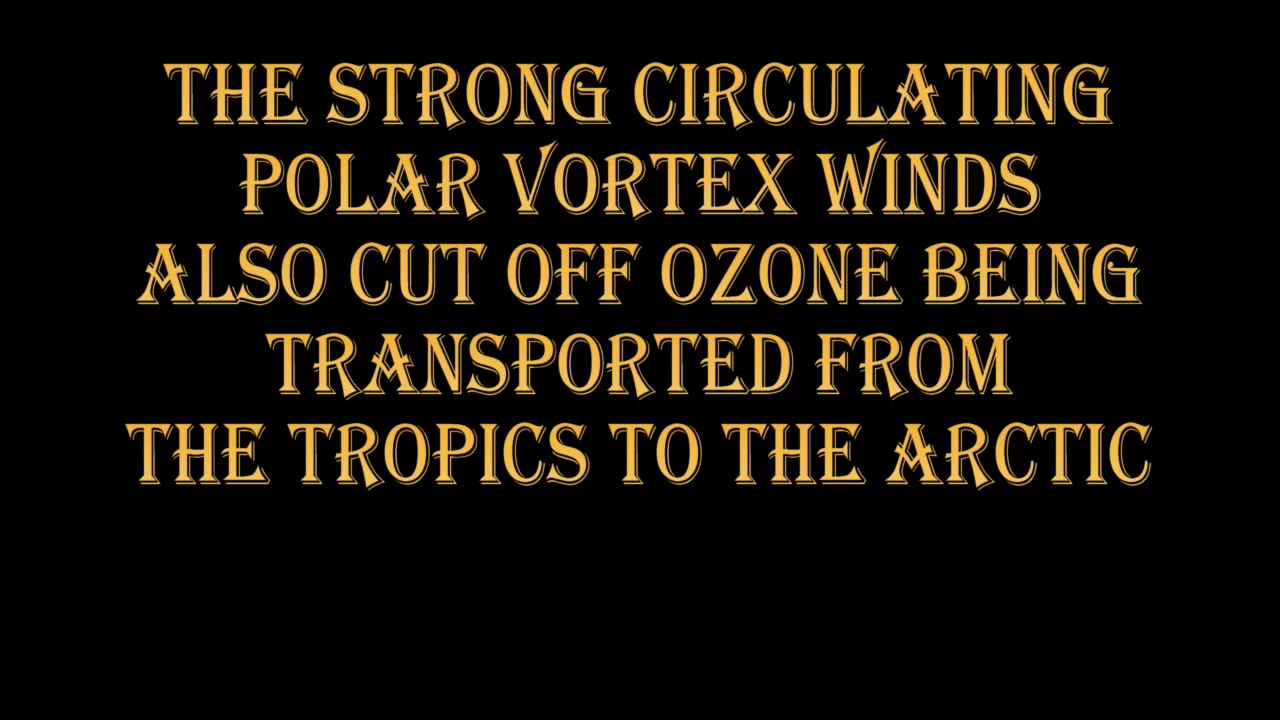 THE STRONG CIRCULATING
POLAR VORTEX WINDS
ALSO CUT OFF OZONE BEING
TRANSPORTED FROM
THE TROPICS TO THE ARCTIC